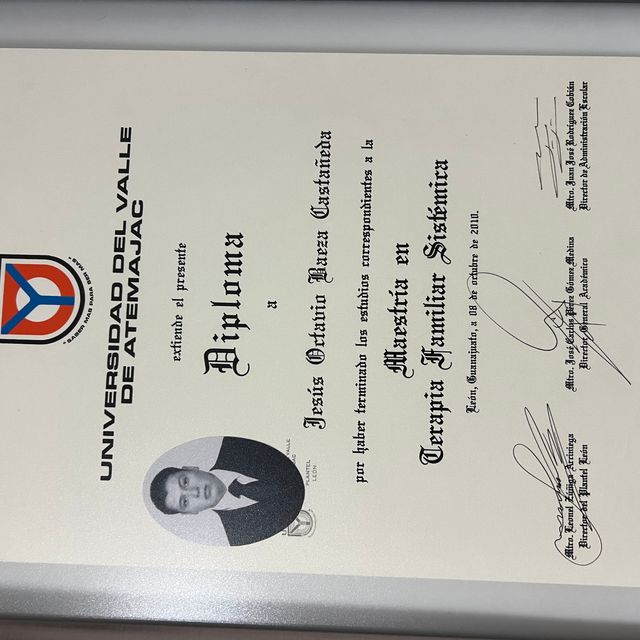 SABER MAS PARA SER MAS
UNIVERSIDAD DEL VALLE
DE ATEMAJAC
extiende el presente
Diploma
a
Jesús Octavio Baeza Castañeda
por haber terminado los estudios correspondientes a la
Maestría en
Terapia Familiar Sistémica
León, Guanajuato, a 08 de octubre de 2010.
VALLE
PLANTEL
LEÓN
Mtro. Leonel Zúñiga Arciniega
Director del Plantel León
Mtro. José Carlos Pérez Gómez Medina
Director General Académico
Mtro. Juan José Rodríguez Cobián
Director de Administración Escolar